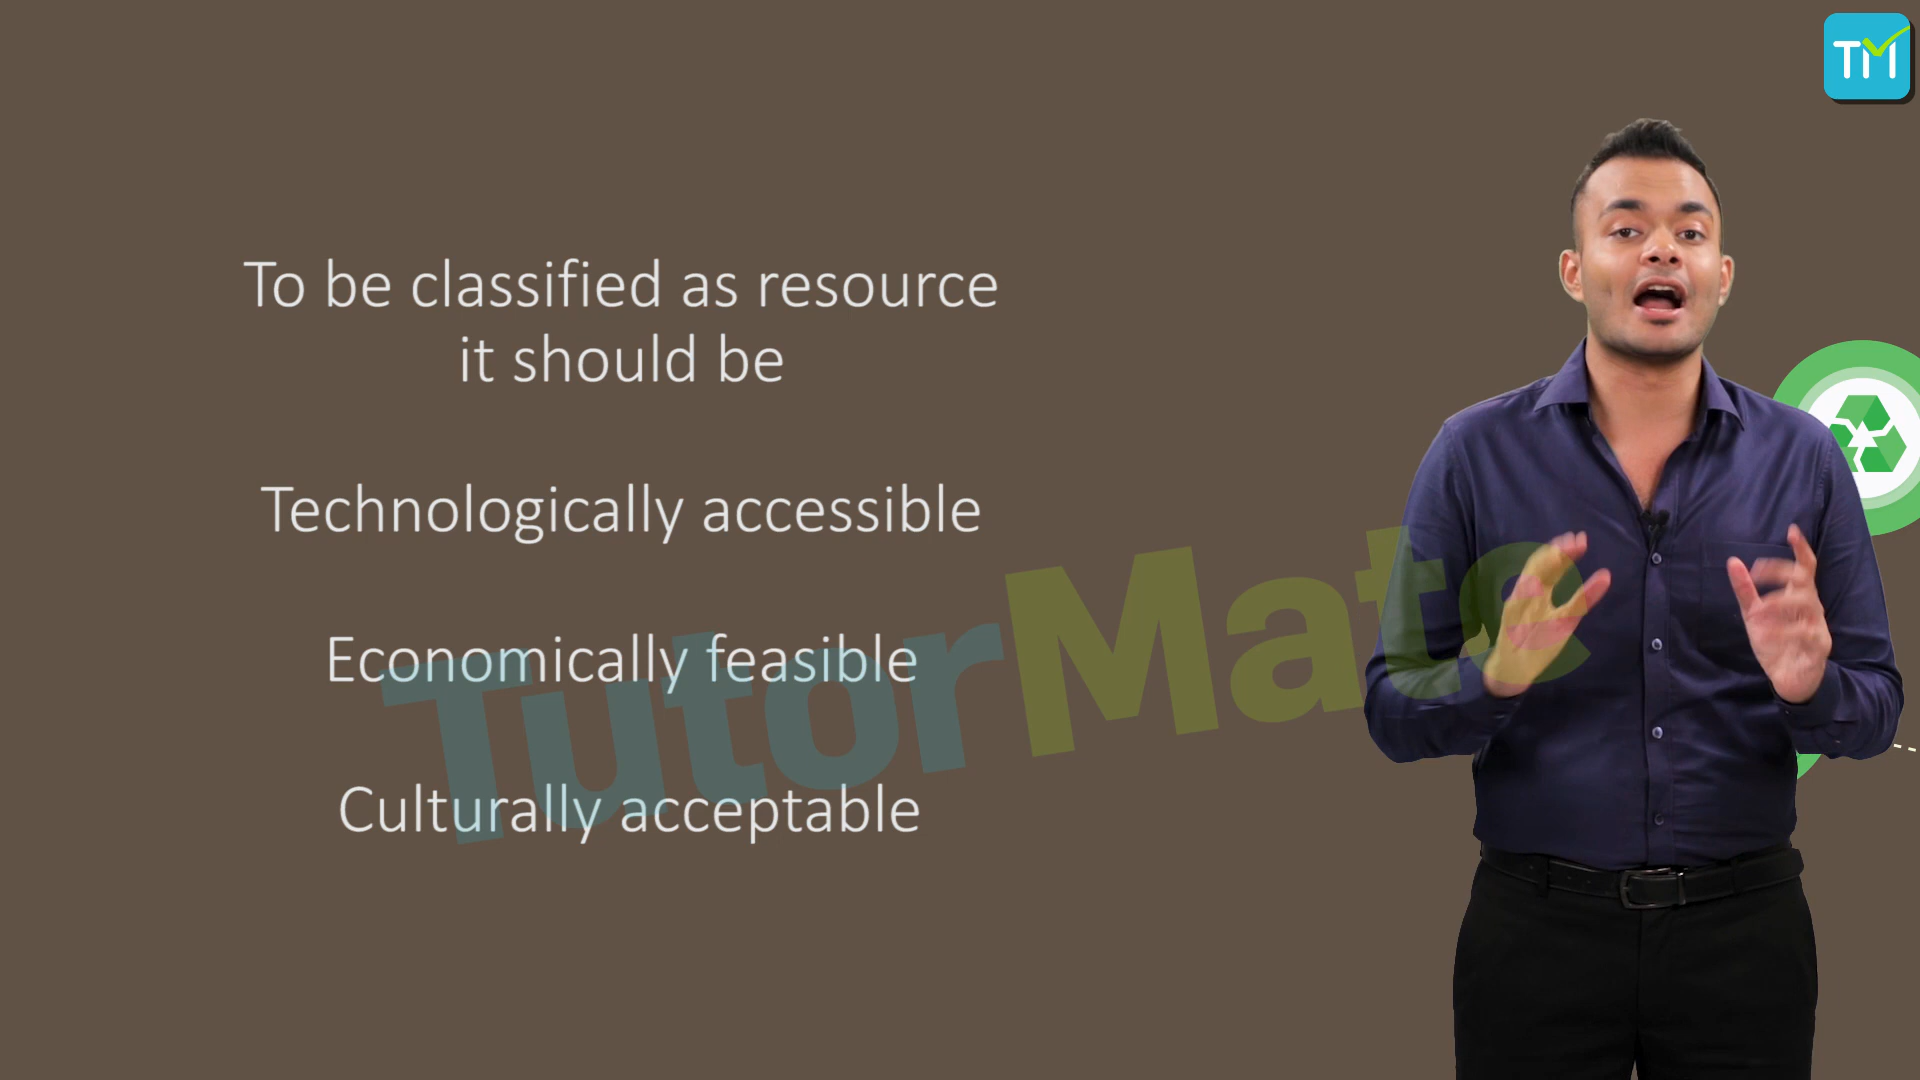 TM
To be classified as resource
it should be
Technologically accessible
Economically feasible
Culturally acceptable
TutorMate